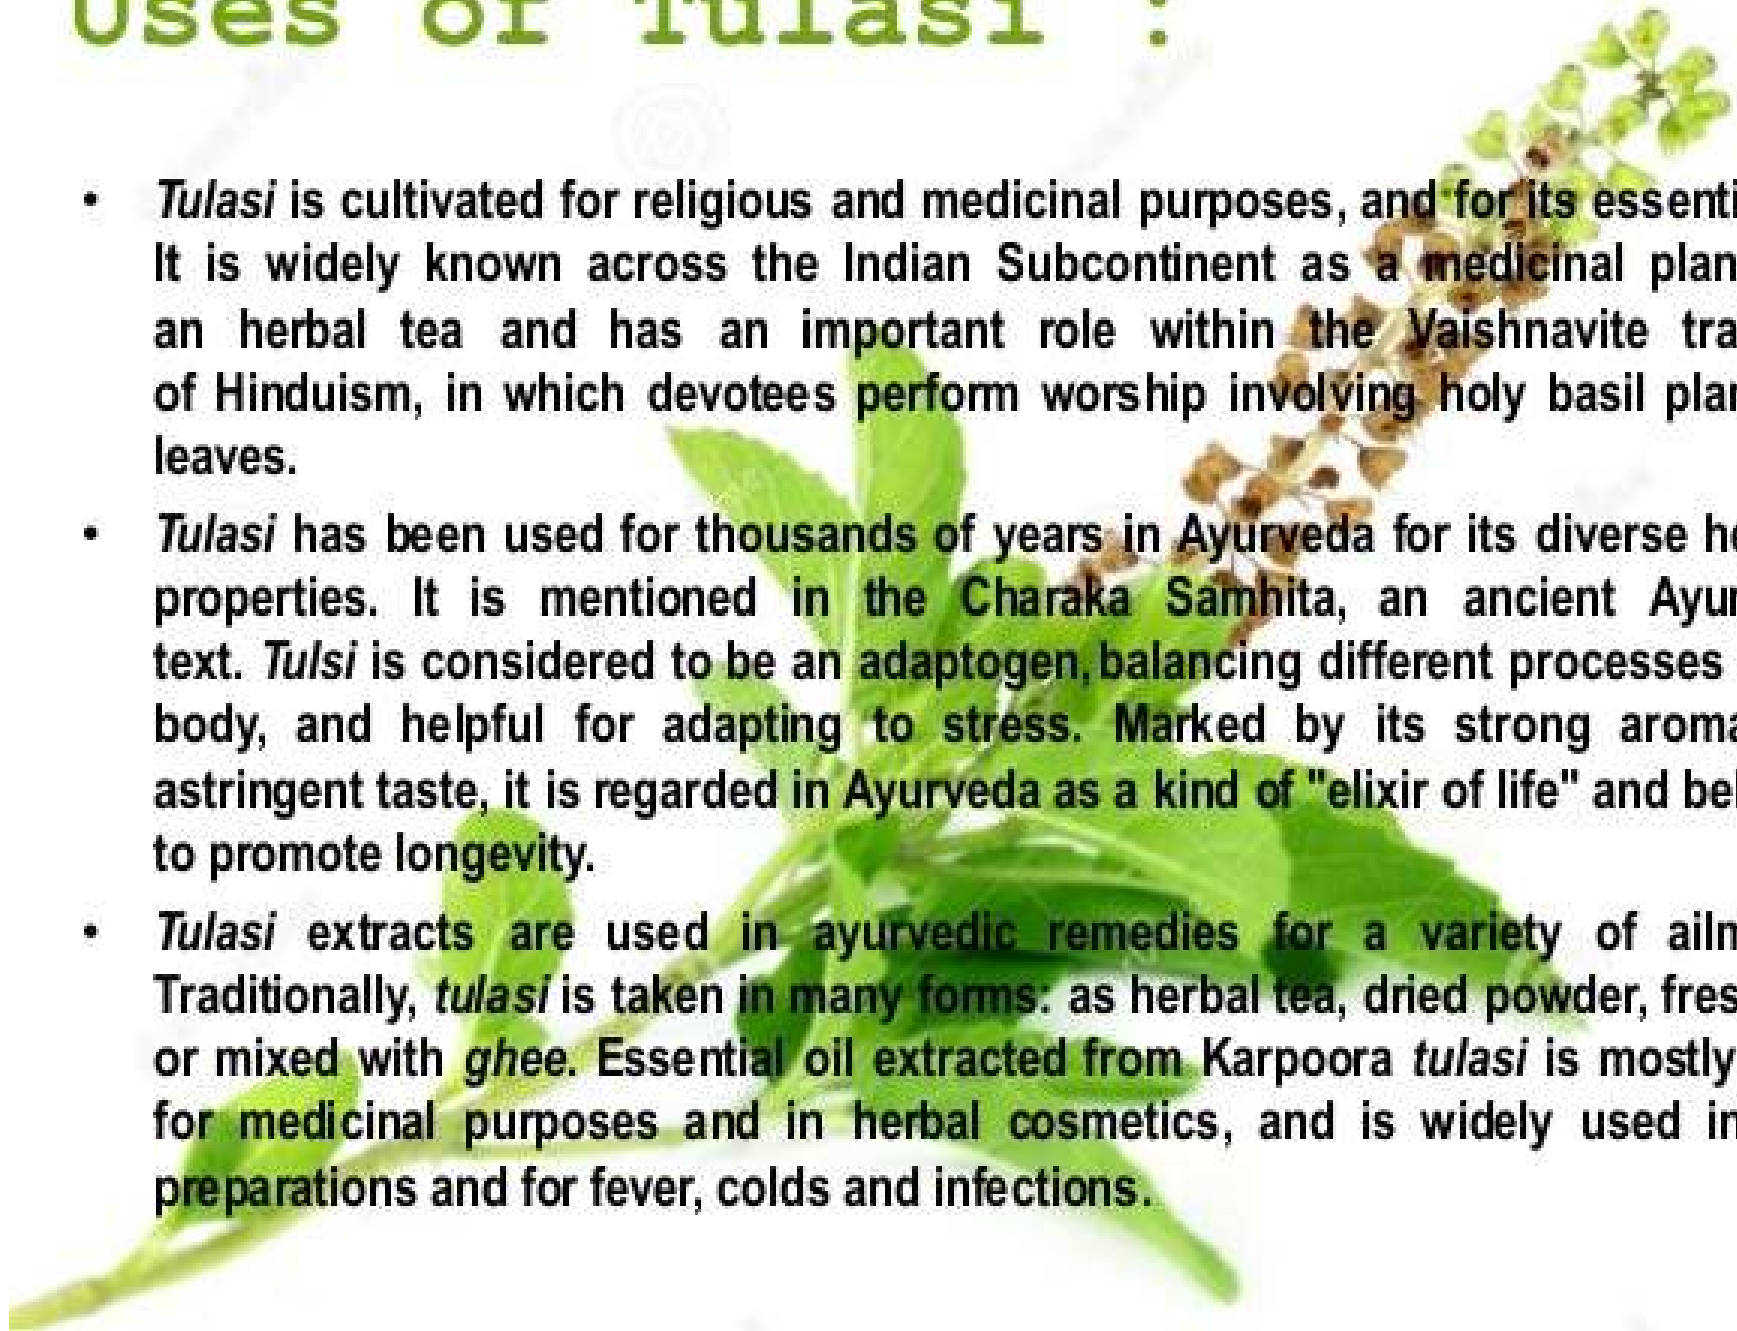 Uses of Tulasi :
• Tulasi is cultivated for religious and medicinal purposes, and for its essenti
It is widely known across the Indian Subcontinent as a medicinal plan
an herbal tea and has an important role within the Vaishnavite tra
of Hinduism, in which devotees perform worship involving holy basil plan
leaves.
• Tulasi has been used for thousands of years in Ayurveda for its diverse he
properties. It is mentioned in the Charaka Samhita, an ancient Ayur
text. Tulsi is considered to be an adaptogen, balancing different processes
body, and helpful for adapting to stress. Marked by its strong aroma
astringent taste, it is regarded in Ayurveda as a kind of "elixir of life" and bel
to promote longevity.
• Tulasi extracts are used in ayurvedic remedies for a variety of ailm
Traditionally, tulasi is taken in many forms: as herbal tea, dried powder, fres
or mixed with ghee. Essential oil extracted from Karpoora tulasi is mostly
for medicinal purposes and in herbal cosmetics, and is widely used in
preparations and for fever, colds and infections.